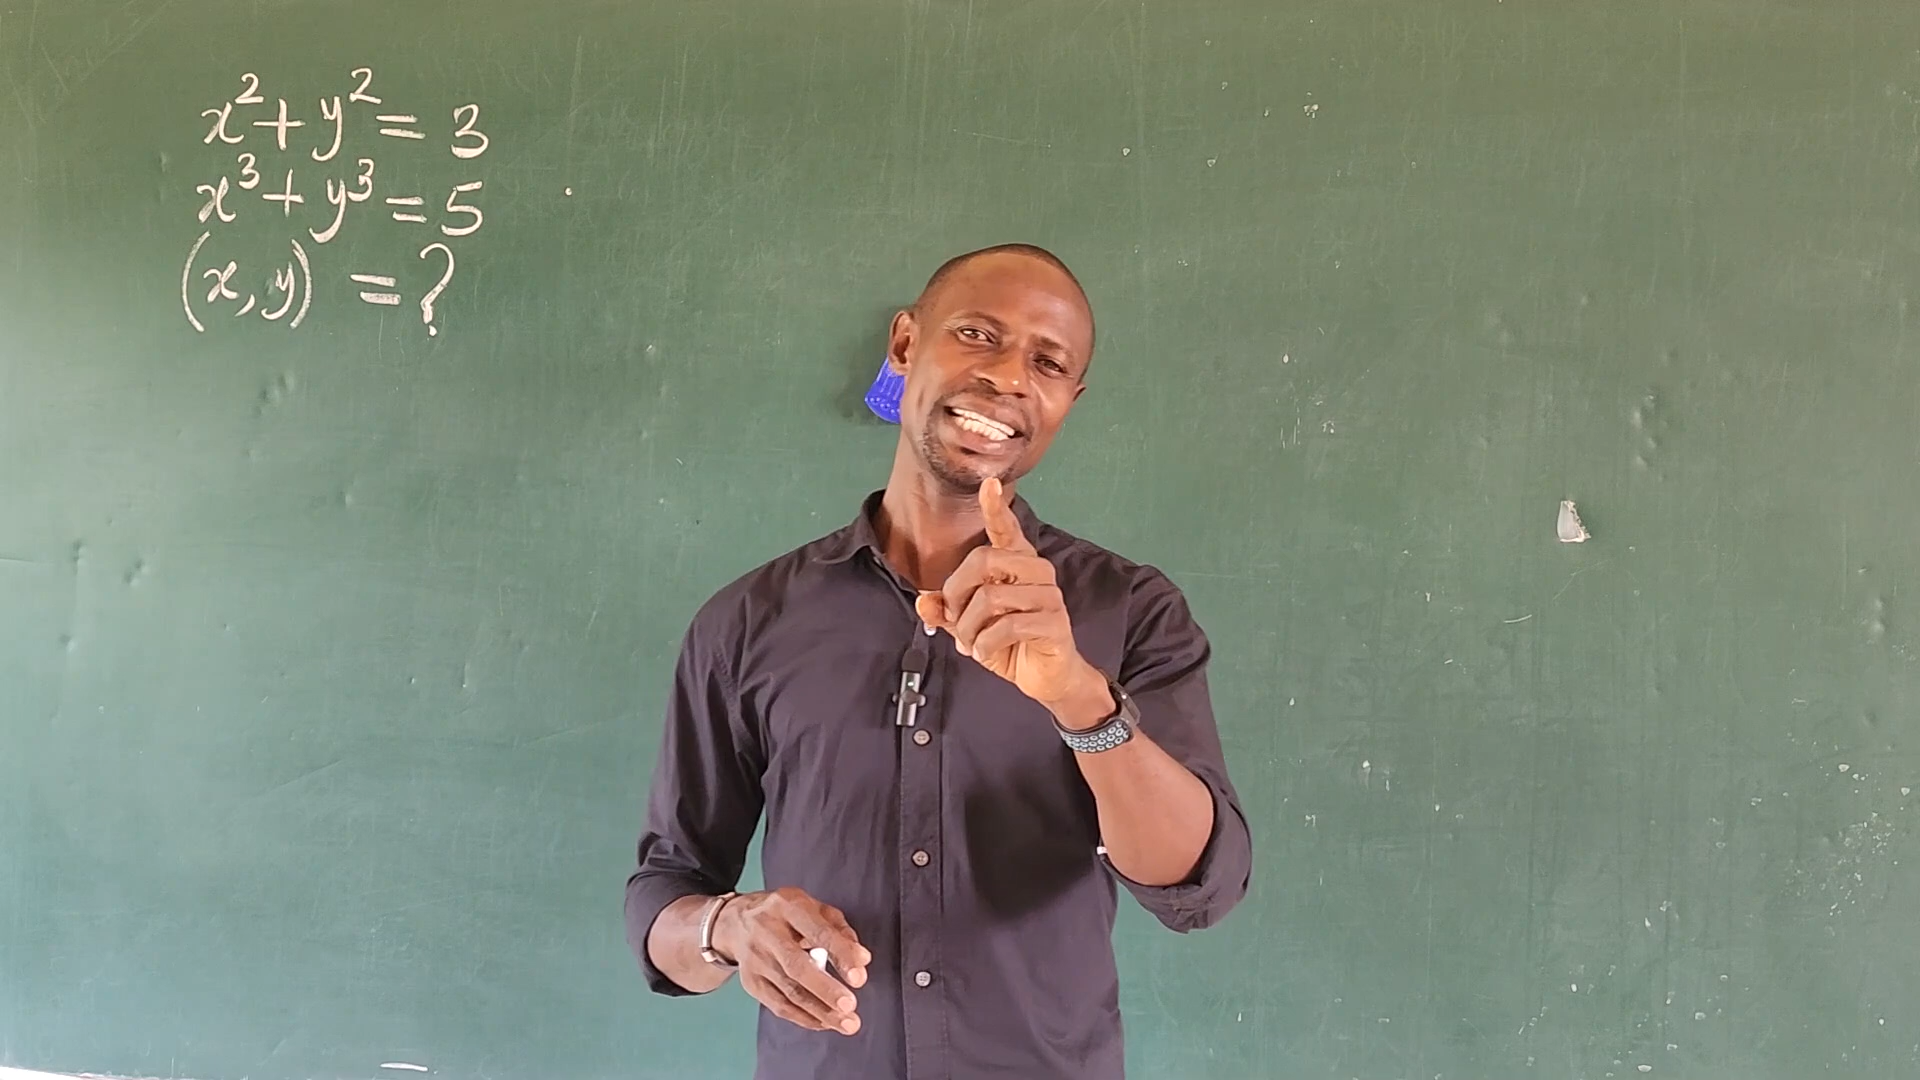 x²+y²= 3
x³+y³=5
(x,y) =?